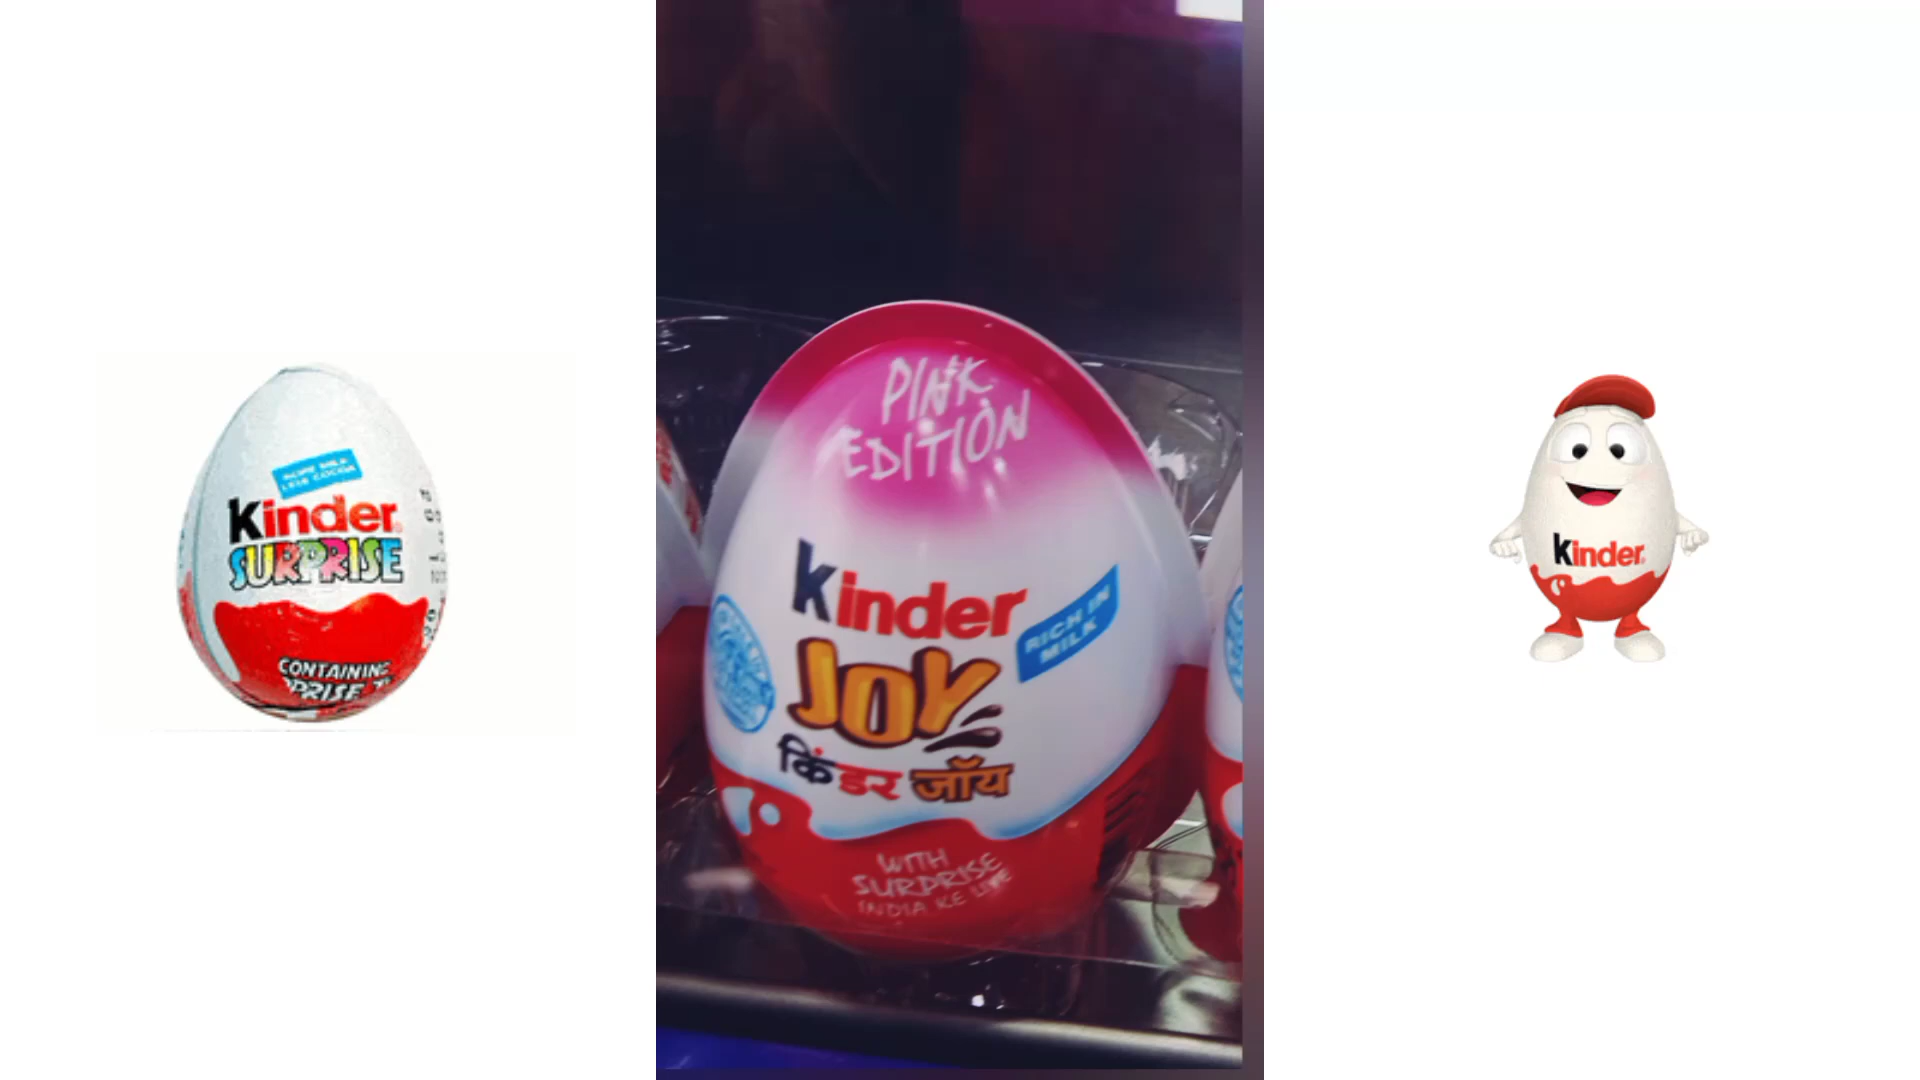 Kinder
SURPRISE
CONTAINING
PINK
EDITION
Kinder
JOY
RICH IN
MILK
किंडर जॉय
WITH
SURPRISE
INDIA KE LIYE
Kinder